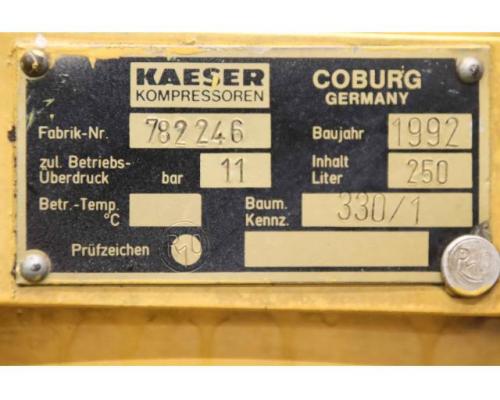 KAESER COBURG
KOMPRESSOREN GERMANY
Fabrik-Nr. 782246 Baujahr 1992
zul. Betriebs- Inhalt
Überdruck bar 11 Liter 250
Betr.-Temp. Baum. 330/1
°C Kennz.
Prüfzeichen